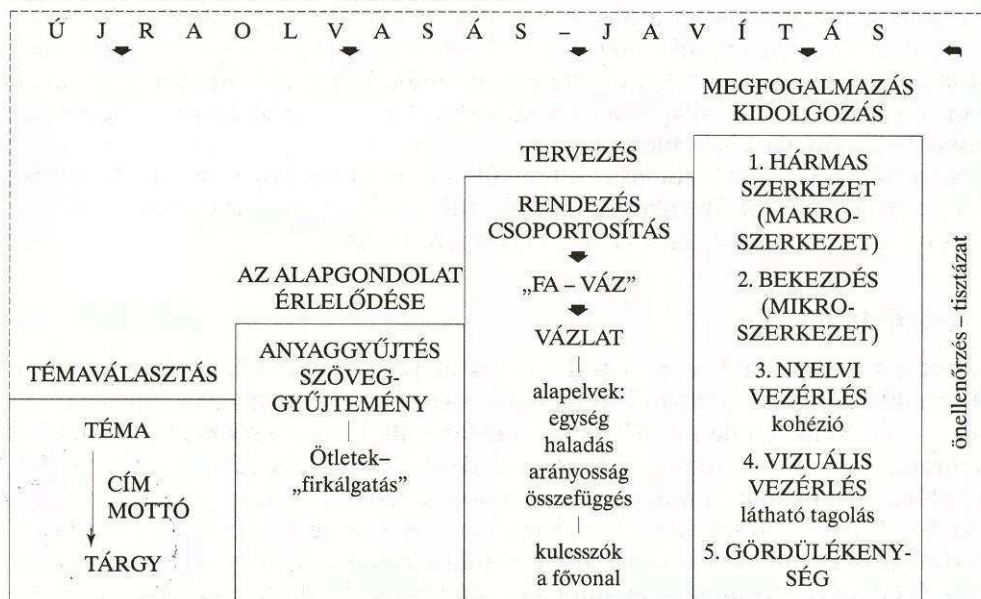 ÚJRAOLVASÁS–JAVÍTÁS
TÉMAVÁLASZTÁS
TÉMA
CÍM
MOTTÓ
TÁRGY
AZ ALAPGONDOLAT
ÉRLELŐDÉSE
ANYAGGYŰJTÉS
SZÖVEG-
GYŰJTEMÉNY
Ötletek–
„firkálgatás”
TERVEZÉS
RENDEZÉS
CSOPORTOSÍTÁS
„FA – VÁZ”
VÁZLAT
alapelvek:
egység
haladás
arányosság
összefüggés
kulcsszók
a fővonal
MEGFOGALMAZÁS
KIDOLGOZÁS
1. HÁRMAS
SZERKEZET
(MAKRO-
SZERKEZET)
2. BEKEZDÉS
(MIKRO-
SZERKEZET)
3. NYELVI
VEZÉRLÉS
kohézió
4. VIZUÁLIS
VEZÉRLÉS
látható tagolás
5. GÖRDÜLÉKENY-
SÉG
önellenőrzés – tisztázat